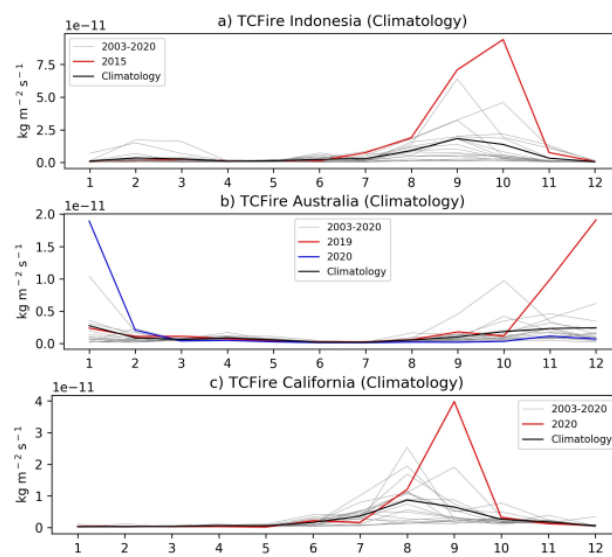 a) TCFire Indonesia (Climatology)
1e−11
kg m−2 s−1
7.5
5.0
2.5
0.0
2003-2020
2015
Climatology
1 2 3 4 5 6 7 8 9 10 11 12
b) TCFire Australia (Climatology)
1e−11
kg m−2 s−1
2.0
1.5
1.0
0.5
0.0
2003-2020
2019
2020
Climatology
1 2 3 4 5 6 7 8 9 10 11 12
c) TCFire California (Climatology)
1e−11
kg m−2 s−1
4
3
2
1
0
2003-2020
2020
Climatology
1 2 3 4 5 6 7 8 9 10 11 12